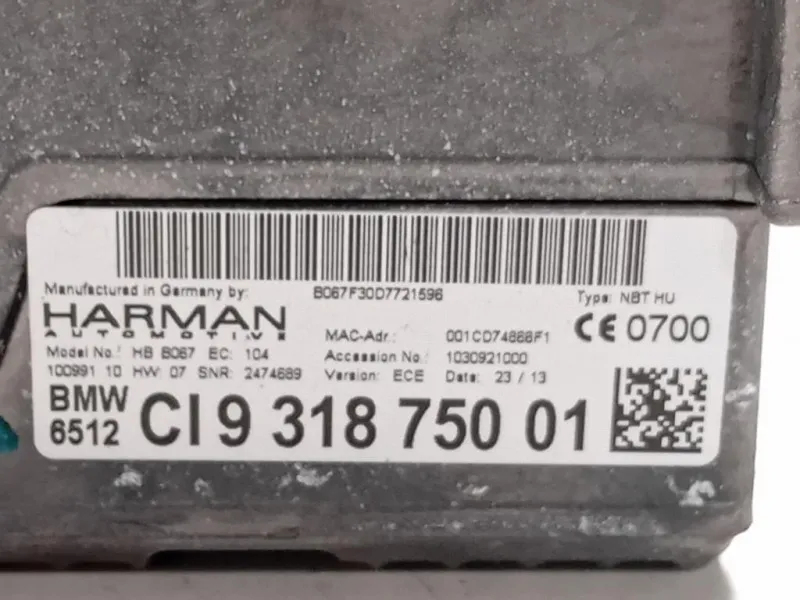 Manufactured in Germany by: B067F30D7721596 Type: NBT HU
HARMAN
AUTOMOTIVE
MAC-Adr.: 001CD74888F1 CE 0700
Model No.: HB B067 EC: 104 Accession No.: 1030921000
100991 10 HW: 07 SNR: 2474689 Version: ECE Date: 23 / 13
BMW
6512 CI 9 318 750 01